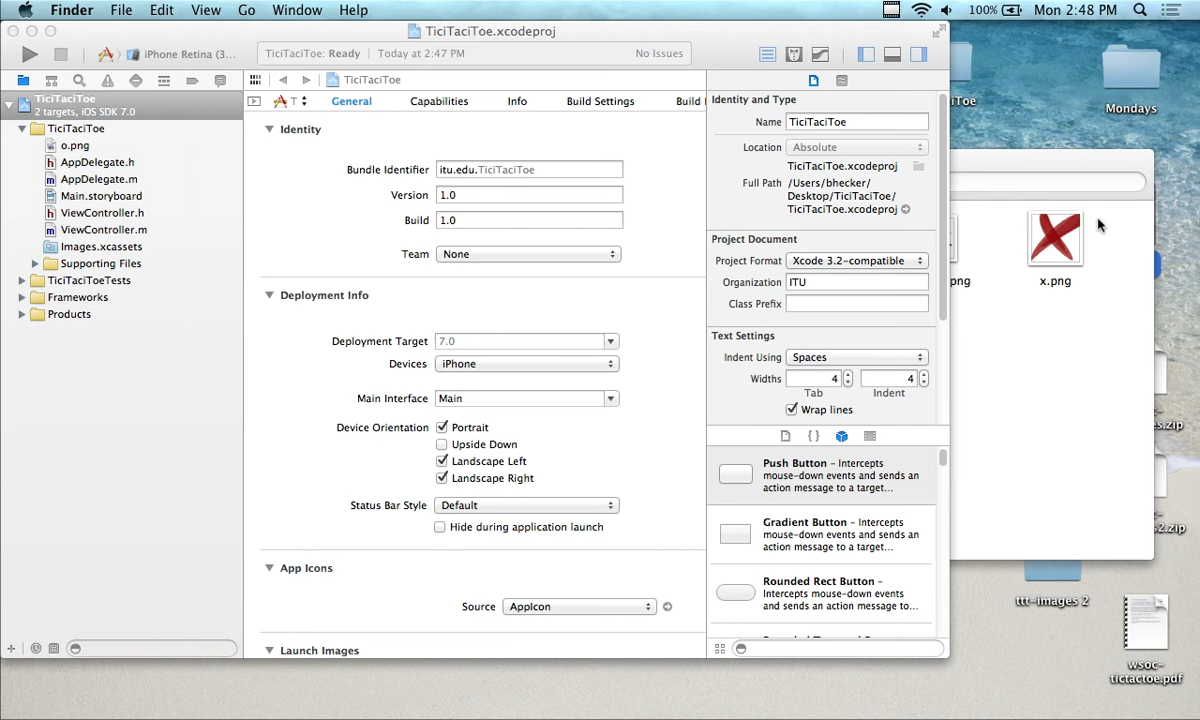 Finder File Edit View Go Window Help
100% Mon 2:48 PM
TiciTaciToe.xcodeproj
iPhone Retina (3...
TiciTaciToe: Ready Today at 2:47 PM No Issues
TiciTaciToe
TiciTaciToe
2 targets, iOS SDK 7.0
TiciTaciToe
o.png
AppDelegate.h
AppDelegate.m
Main.storyboard
ViewController.h
ViewController.m
Images.xcassets
Supporting Files
TiciTaciToeTests
Frameworks
Products
T General Capabilities Info Build Settings Build
Identity
Bundle Identifier itu.edu.TiciTaciToe
Version 1.0
Build 1.0
Team None
Deployment Info
Deployment Target 7.0
Devices iPhone
Main Interface Main
Device Orientation Portrait
Upside Down
Landscape Left
Landscape Right
Status Bar Style Default
Hide during application launch
App Icons
Source AppIcon
Launch Images
Identity and Type
Name TiciTaciToe
Location Absolute
TiciTaciToe.xcodeproj
Full Path /Users/bhecker/
Desktop/TiciTaciToe/
TiciTaciToe.xcodeproj
Project Document
Project Format Xcode 3.2-compatible
Organization ITU
Class Prefix
Text Settings
Indent Using Spaces
Widths 4 4
Tab Indent
Wrap lines
Push Button – Intercepts
mouse-down events and sends an
action message to a target...
Gradient Button – Intercepts
mouse-down events and sends an
action message to a target...
Rounded Rect Button –
Intercepts mouse-down events
and sends an action message to...
iToe
Mondays
png
x.png
.zip
s2.zip
ttt-images 2
wsoc-
tictactoe.pdf